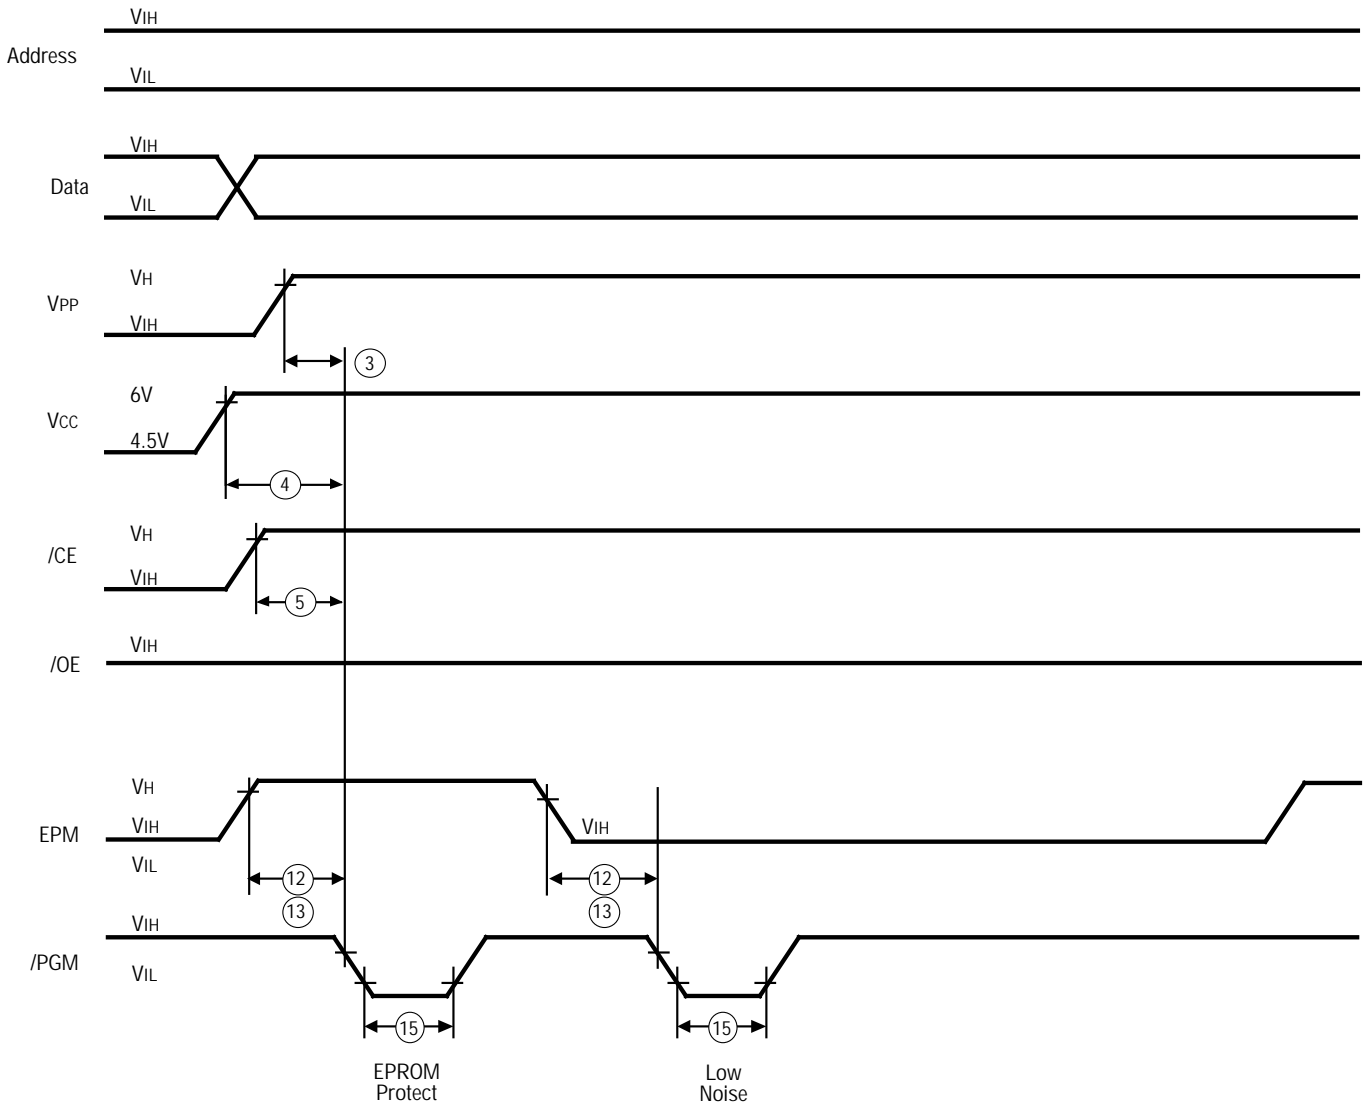 VIH
Address
VIL
VIH
Data
VIL
VH
VPP
VIH
3
6V
VCC
4.5V
4
VH
/CE
VIH
5
VIH
/OE
VH
VIH
VIH
EPM
VIL
12
12
13
13
VIH
/PGM
VIL
15
15
EPROM
Protect
Low
Noise